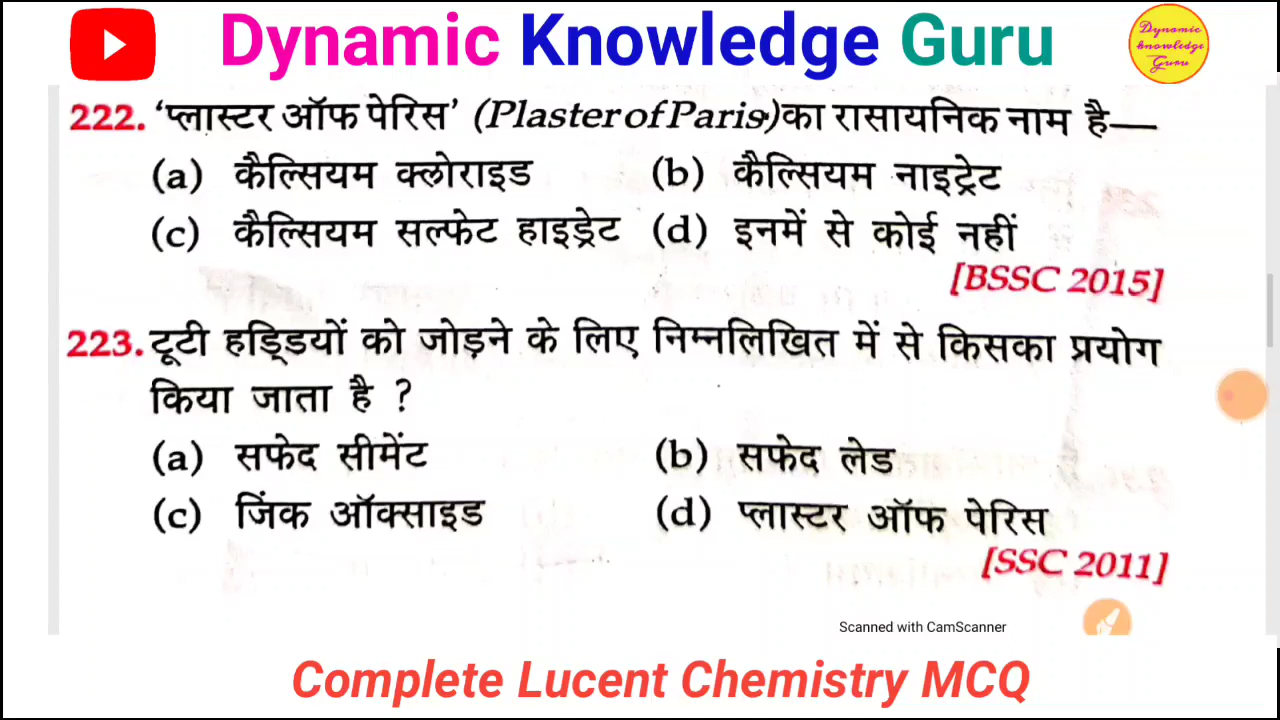 Dynamic Knowledge Guru
Dynamic
knowledge
Guru
222. ‘प्लास्टर ऑफ पेरिस’ (Plaster of Paris) का रासायनिक नाम है—
(a) कैल्सियम क्लोराइड (b) कैल्सियम नाइट्रेट
(c) कैल्सियम सल्फेट हाइड्रेट (d) इनमें से कोई नहीं
[BSSC 2015]
223. टूटी हड्डियों को जोड़ने के लिए निम्नलिखित में से किसका प्रयोग
किया जाता है ?
(a) सफेद सीमेंट (b) सफेद लेड
(c) जिंक ऑक्साइड (d) प्लास्टर ऑफ पेरिस
[SSC 2011]
Scanned with CamScanner
Complete Lucent Chemistry MCQ